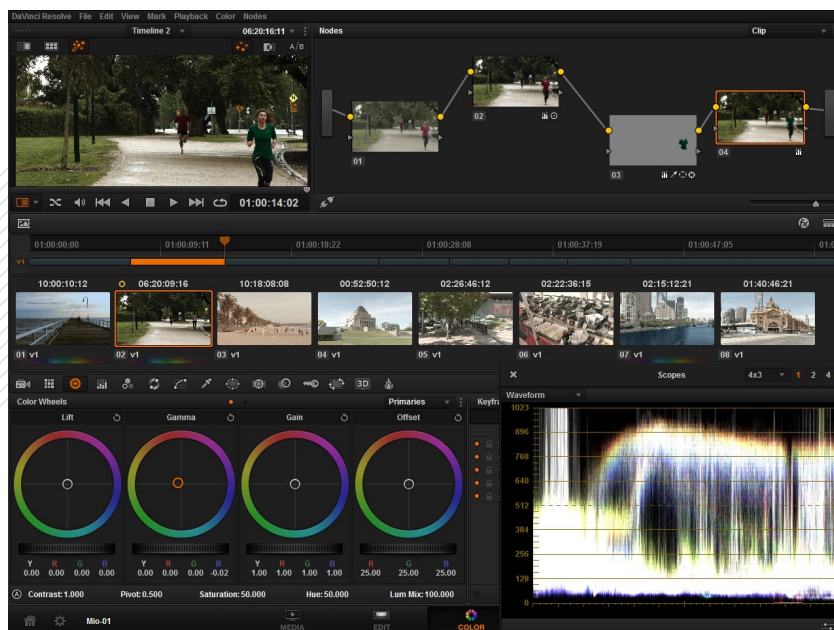 DaVinci Resolve File Edit View Mark Playback Color Nodes
Timeline 2 06:20:16:11 Nodes Clip
A/B
01
02
03
04
01:00:14:02
01:00:00:00 01:00:09:11 01:00:18:22 01:00:28:08 01:00:37:19 01:00:47:05
V1
10:00:10:12 06:20:09:16 10:18:08:08 00:52:50:12 02:26:46:12 02:22:36:15 02:15:12:21 01:40:46:21
01 v1 02 v1 03 v1 04 v1 05 v1 06 v1 07 v1 08 v1
3D
Color Wheels Primaries
Lift Gamma Gain Offset
Y R G B Y R G B Y R G B R G B
0.00 0.00 0.00 0.00 0.00 0.00 0.00 -0.02 1.00 1.00 1.00 1.00 25.00 25.00 25.00
A Contrast:1.000 Pivot:0.500 Saturation:50.000 Hue:50.000 Lum Mix:100.000
Scopes 4x3 1 2 4
Waveform
1023
896
768
640
512
384
256
128
0
Mio-01 MEDIA EDIT COLOR